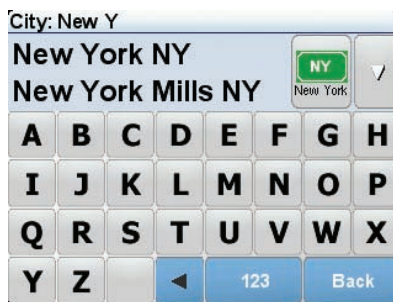 City: New Y
New York NY
New York Mills NY
NY
New York
A B C D E F G H
I J K L M N O P
Q R S T U V W X
Y Z 123 Back